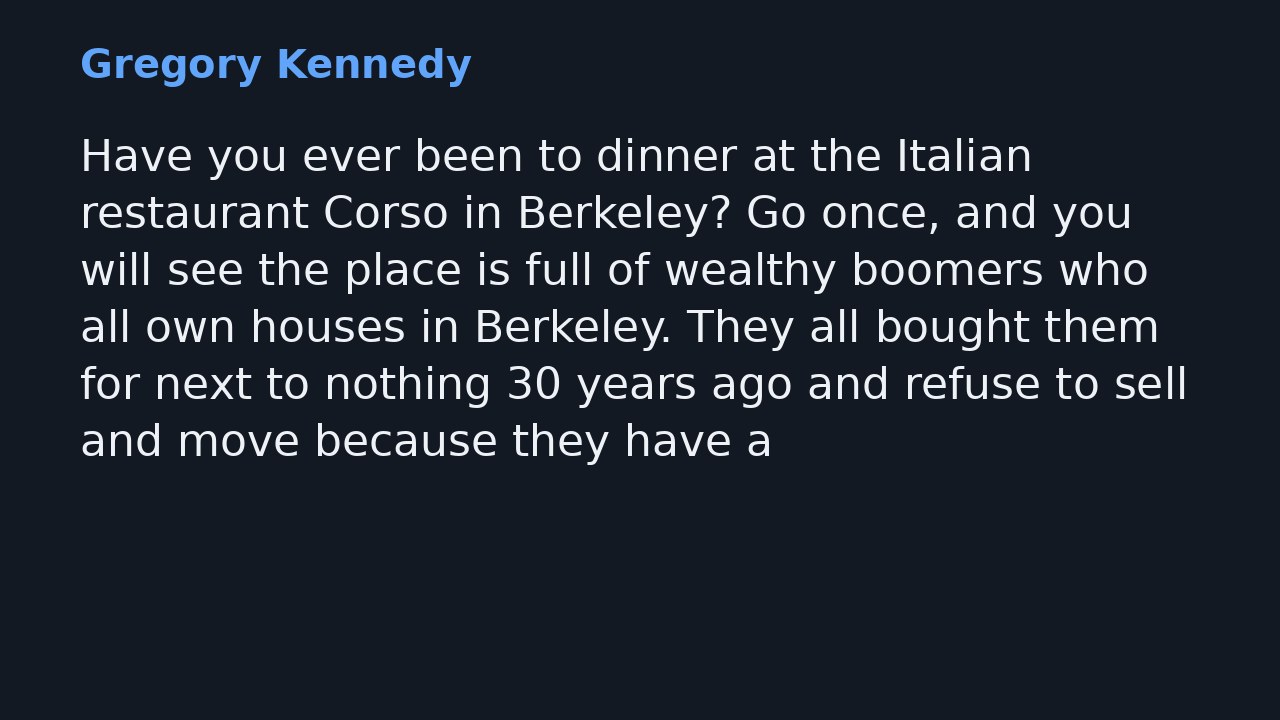 Gregory Kennedy
Have you ever been to dinner at the Italian
restaurant Corso in Berkeley? Go once, and you
will see the place is full of wealthy boomers who
all own houses in Berkeley. They all bought them
for next to nothing 30 years ago and refuse to sell
and move because they have a